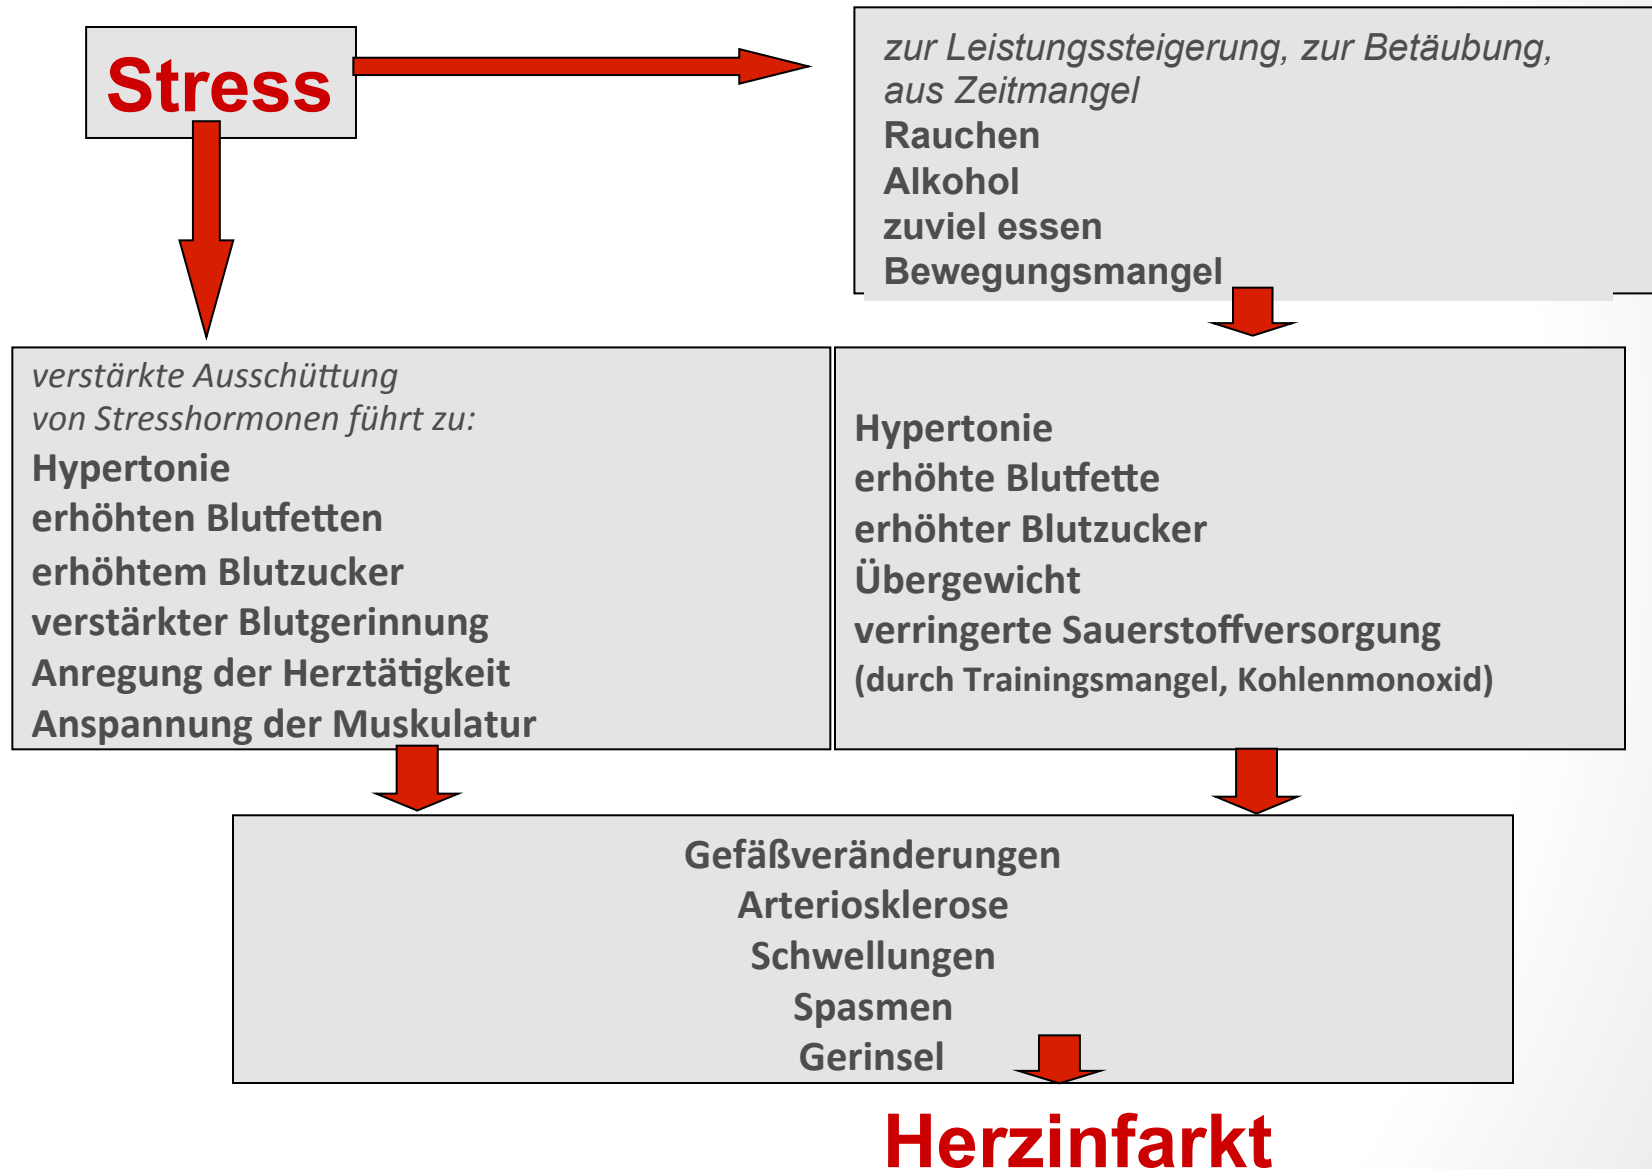 Stress
zur Leistungssteigerung, zur Betäubung,
aus Zeitmangel
Rauchen
Alkohol
zuviel essen
Bewegungsmangel
verstärkte Ausschüttung
von Stresshormonen führt zu:
Hypertonie
erhöhten Blutfetten
erhöhtem Blutzucker
verstärkter Blutgerinnung
Anregung der Herztätigkeit
Anspannung der Muskulatur
Hypertonie
erhöhte Blutfette
erhöhter Blutzucker
Übergewicht
verringerte Sauerstoffversorgung
(durch Trainingsmangel, Kohlenmonoxid)
Gefäßveränderungen
Arteriosklerose
Schwellungen
Spasmen
Gerinsel
Herzinfarkt